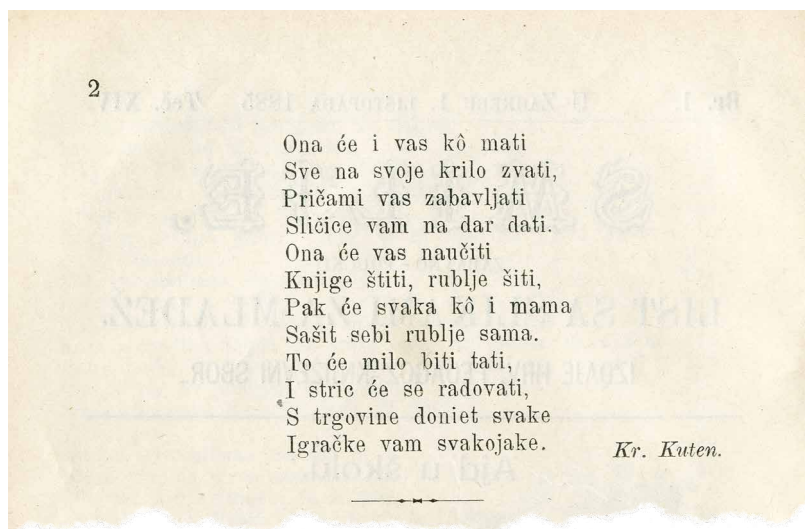 2
Ona će i vas kô mati
Sve na svoje krilo zvati,
Pričami vas zabavljati
Sličice vam na dar dati.
Ona će vas naučiti
Knjige štiti, rublje šiti,
Pak će svaka kô i mama
Sašit sebi rublje sama.
To će milo biti tati,
I stric će se radovati,
S trgovine doniet svake
Igračke vam svakojake.
Kr. Kuten.